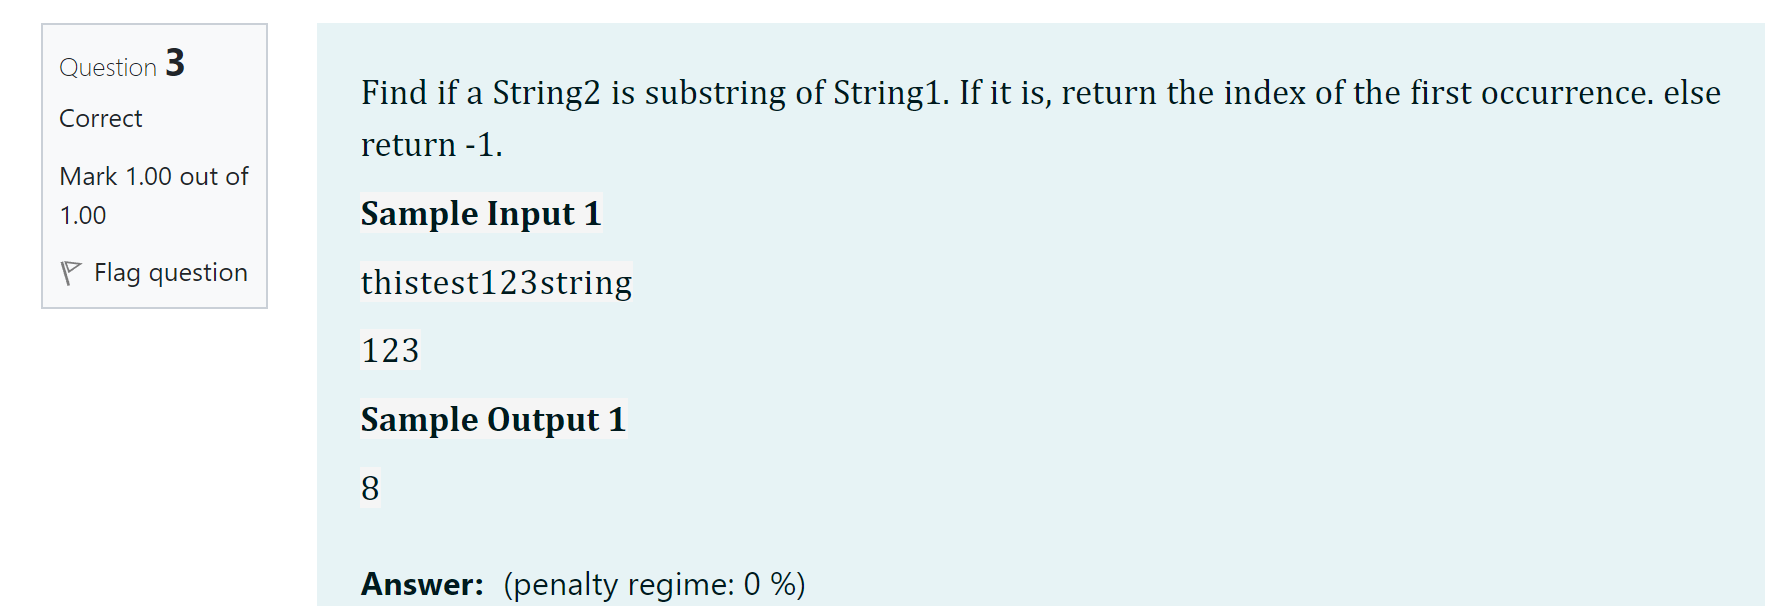 Question 3
Correct
Mark 1.00 out of
1.00
Flag question
Find if a String2 is substring of String1. If it is, return the index of the first occurrence. else
return -1.
Sample Input 1
thistest123string
123
Sample Output 1
8
Answer: (penalty regime: 0 %)